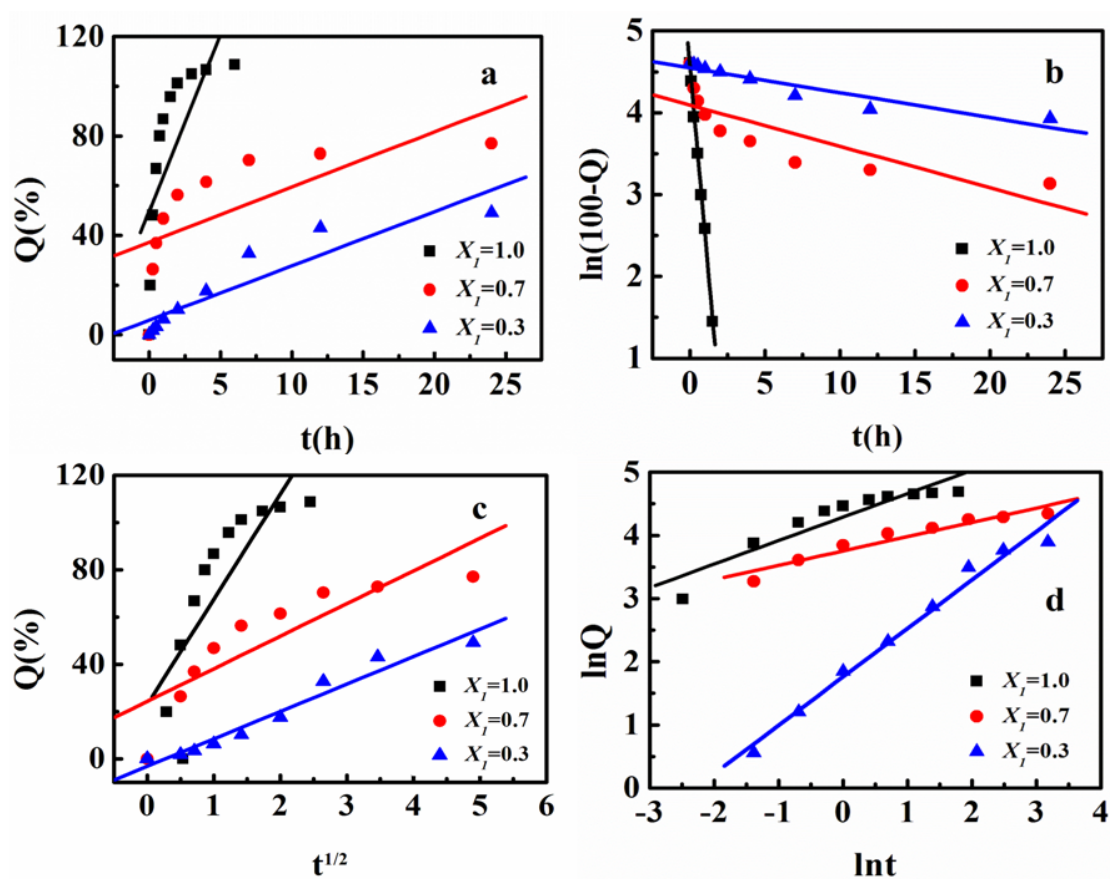 120
80
40
0
Q(%)
a
X1=1.0
X1=0.7
X1=0.3
0 5 10 15 20 25
t(h)
5
4
3
2
1
ln(100-Q)
b
X1=1.0
X1=0.7
X1=0.3
0 5 10 15 20 25
t(h)
120
80
40
0
Q(%)
c
X1=1.0
X1=0.7
X1=0.3
0 1 2 3 4 5 6
t1/2
5
4
3
2
1
0
lnQ
d
X1=1.0
X1=0.7
X1=0.3
-3 -2 -1 0 1 2 3 4
lnt